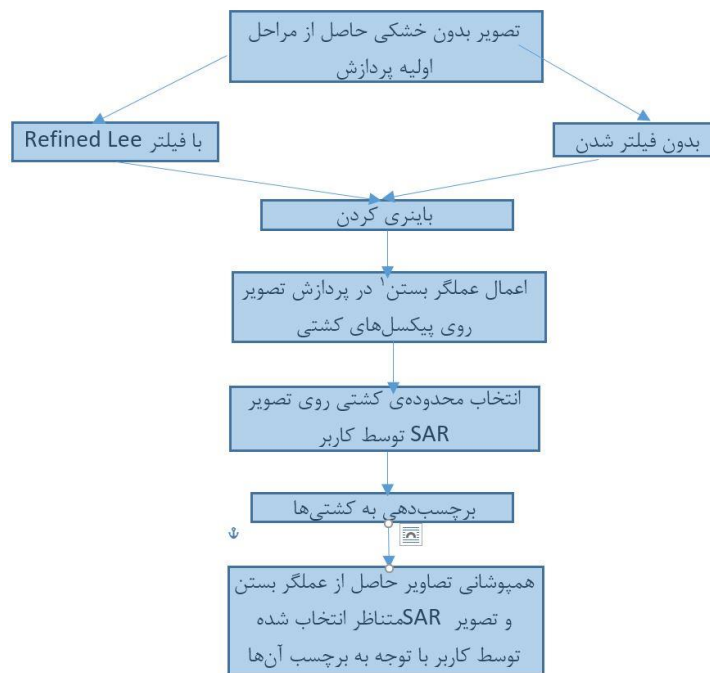 تصویر بدون خشکی حاصل از مراحل
اولیه پردازش
بدون فیلتر شدن
با فیلتر Refined Lee
باینری کردن
اعمال عملگر بستن۱ در پردازش تصویر
روی پیکسل‌های کشتی
انتخاب محدوده‌ی کشتی روی تصویر
SAR توسط کاربر
برچسب‌دهی به کشتی‌ها
همپوشانی تصاویر حاصل از عملگر بستن
و تصویر SARمتناظر انتخاب شده
توسط کاربر با توجه به برچسب آن‌ها